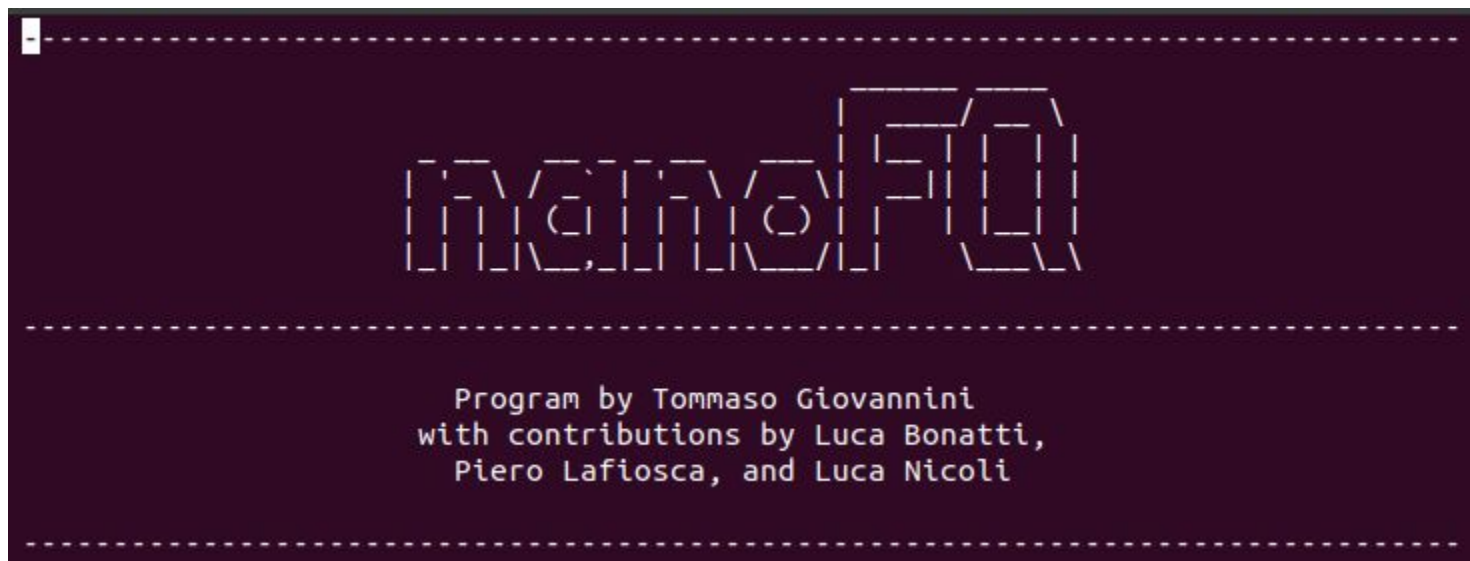 nanoFQ
Program by Tommaso Giovannini
with contributions by Luca Bonatti,
Piero Lafiosca, and Luca Nicoli